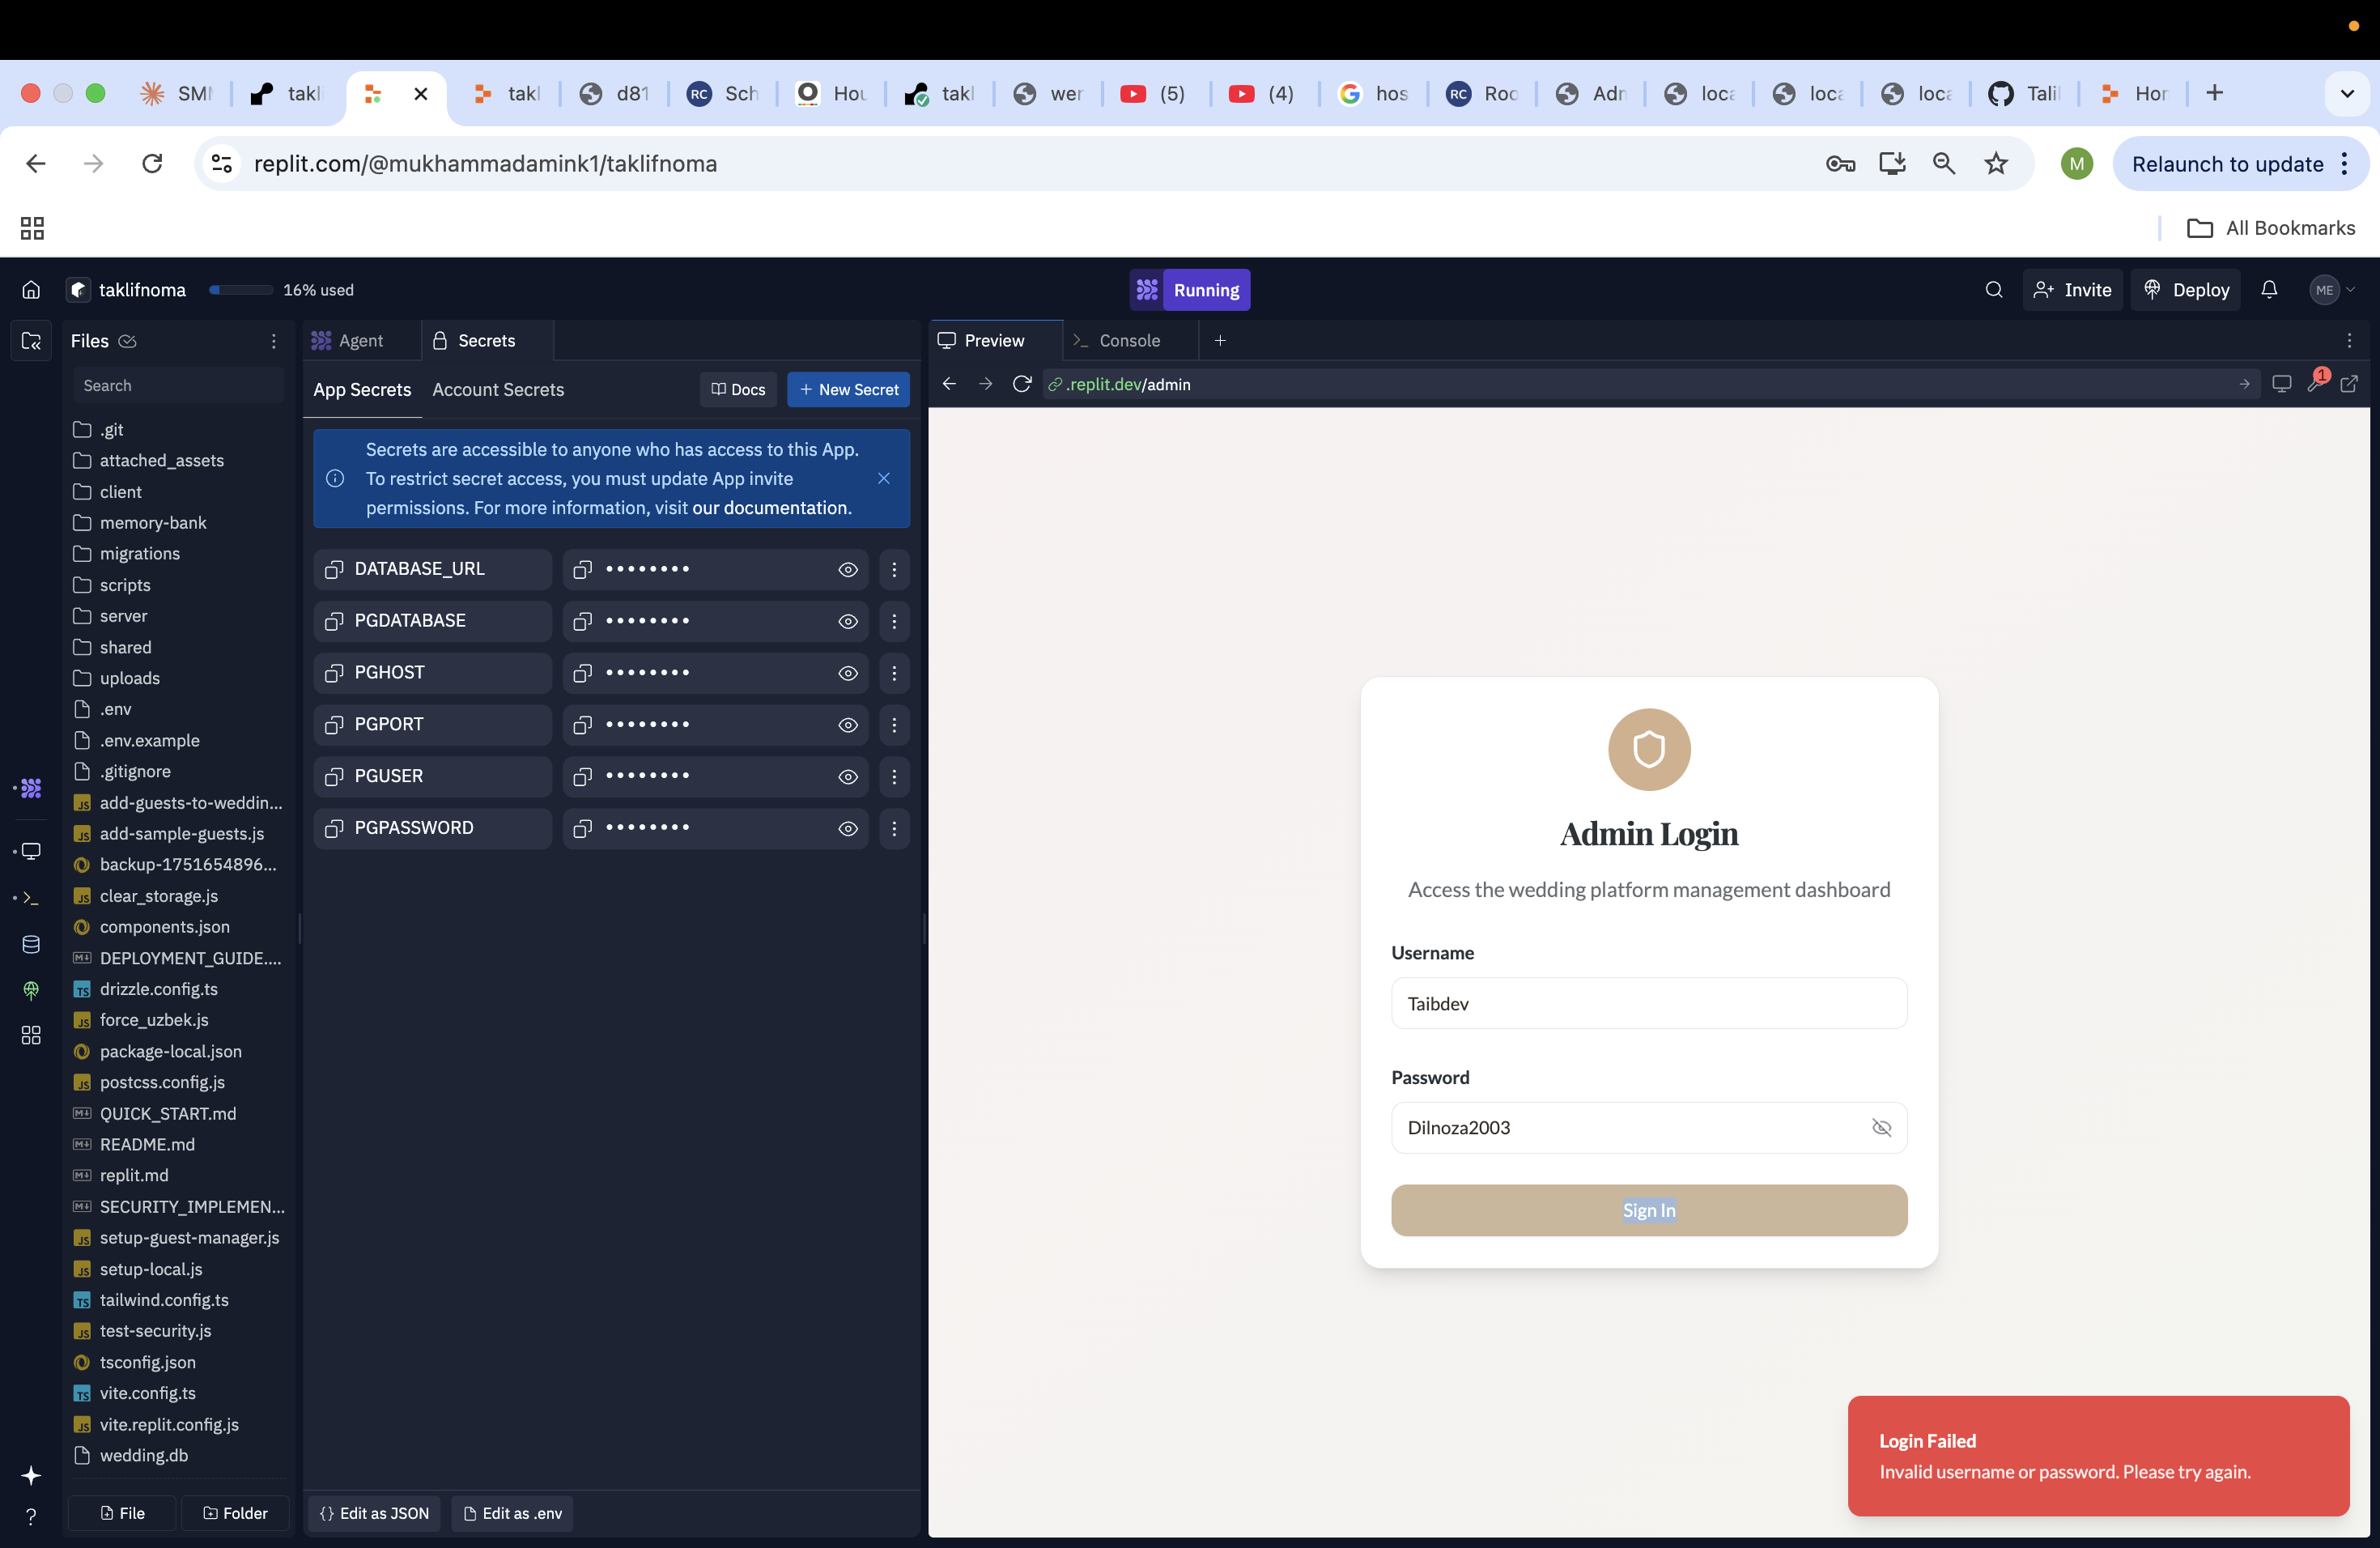 SMM
takli
takl
d81
RC Sch
Hou
takl
wer
(5)
(4)
hos
RC Roo
Adn
loca
loca
loca
Tali
Hor
replit.com/@mukhammadamink1/taklifnoma
M
Relaunch to update
All Bookmarks
taklifnoma
16% used
Running
Invite
Deploy
ME
Files
Search
.git
attached_assets
client
memory-bank
migrations
scripts
server
shared
uploads
.env
.env.example
.gitignore
add-guests-to-weddin...
add-sample-guests.js
backup-1751654896...
clear_storage.js
components.json
DEPLOYMENT_GUIDE....
drizzle.config.ts
force_uzbek.js
package-local.json
postcss.config.js
QUICK_START.md
README.md
replit.md
SECURITY_IMPLEMEN...
setup-guest-manager.js
setup-local.js
tailwind.config.ts
test-security.js
tsconfig.json
vite.config.ts
vite.replit.config.js
wedding.db
File
Folder
Agent
Secrets
App Secrets
Account Secrets
Docs
+ New Secret
Secrets are accessible to anyone who has access to this App.
To restrict secret access, you must update App invite
permissions. For more information, visit our documentation.
DATABASE_URL ••••••••
PGDATABASE ••••••••
PGHOST ••••••••
PGPORT ••••••••
PGUSER ••••••••
PGPASSWORD ••••••••
{} Edit as JSON
Edit as .env
Preview
Console
.replit.dev/admin
1
Admin Login
Access the wedding platform management dashboard
Username
Taibdev
Password
Dilnoza2003
Sign In
Login Failed
Invalid username or password. Please try again.